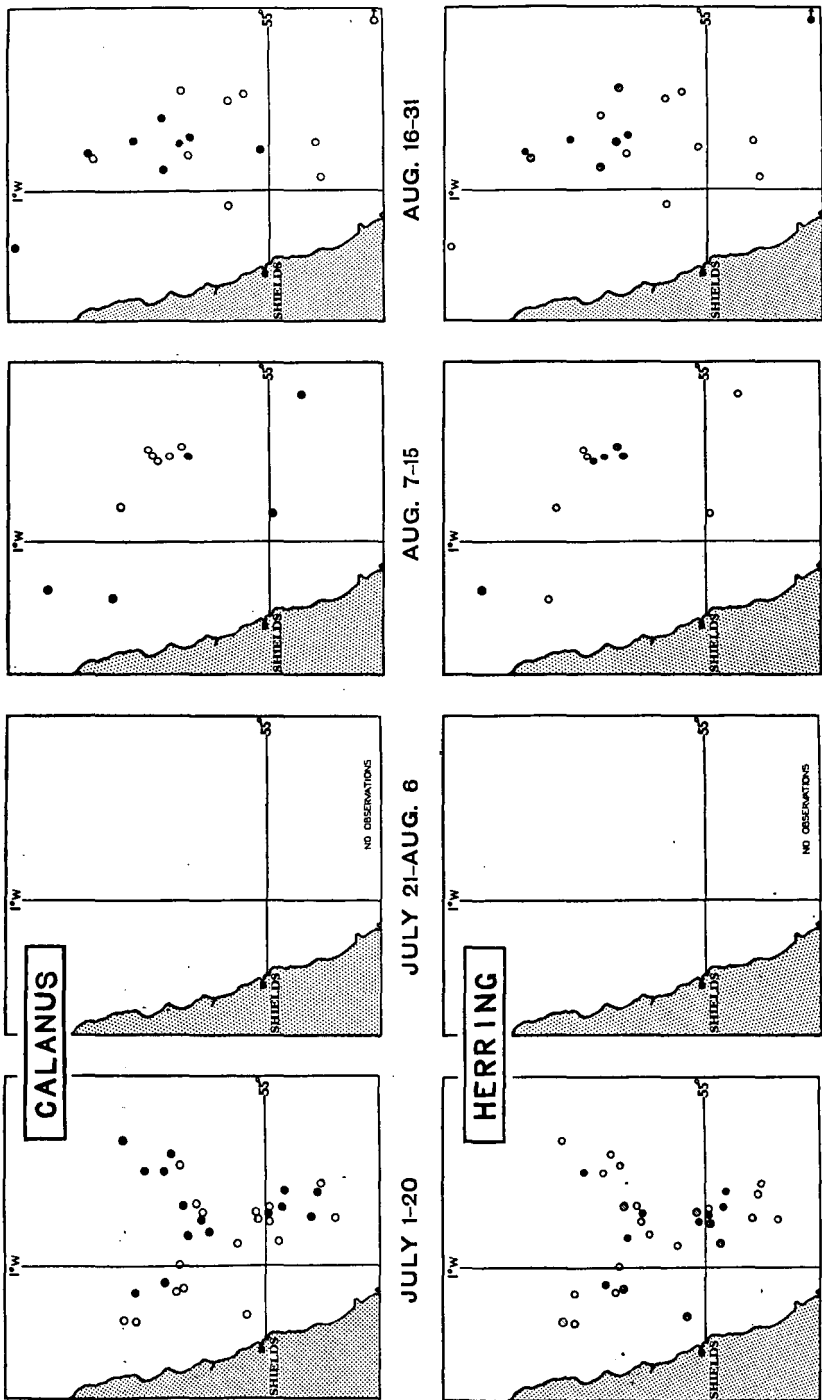 CALANUS
1°W
1°W
1°W
1°W
SHIELDS
55°
SHIELDS
55°
SHIELDS
55°
SHIELDS
55°
NO OBSERVATIONS
JULY 1-20
JULY 21-AUG. 6
AUG. 7-15
AUG. 16-31
HERRING
1°W
1°W
1°W
1°W
SHIELDS
55°
SHIELDS
55°
SHIELDS
55°
SHIELDS
55°
NO OBSERVATIONS